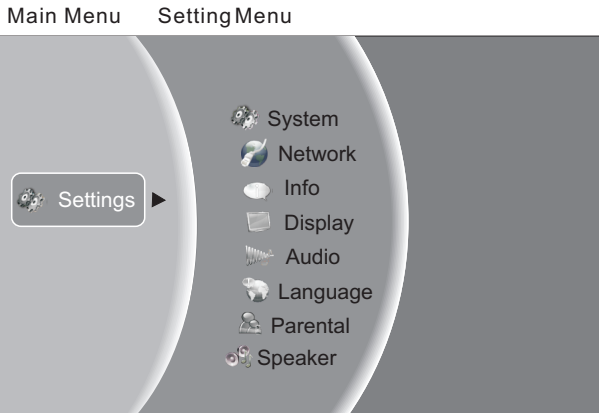 Main Menu Setting Menu
System
Network
Info
Settings
Display
Audio
Language
Parental
Speaker